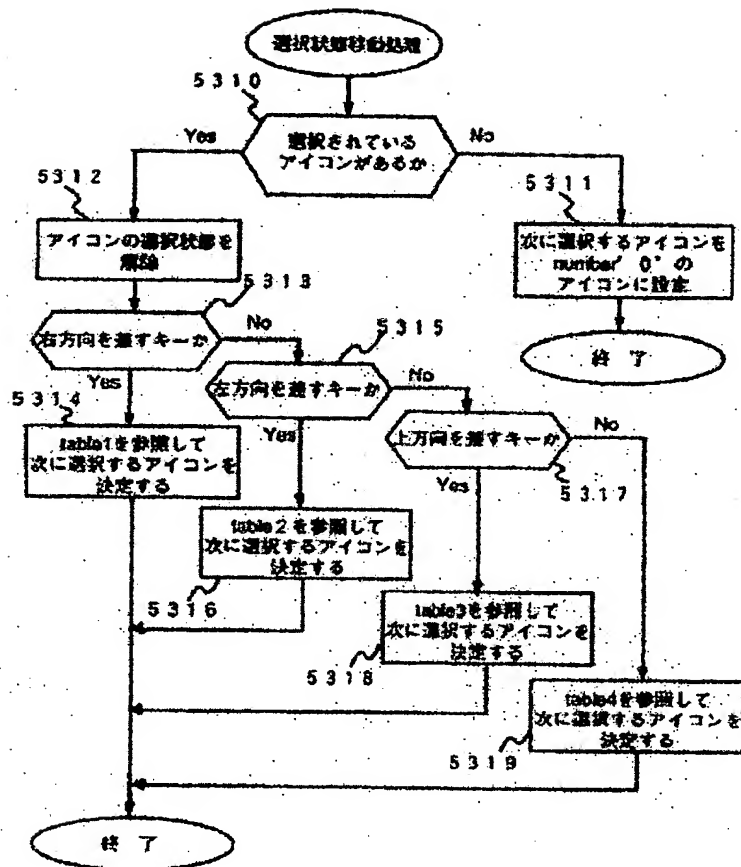 選択状態移動処理
5310
Yes
選択されている
アイコンがあるか
No
5312
アイコンの選択状態を
解除
5311
次に選択するアイコンを
number'0'の
アイコンに設定
終了
5313
右方向を差すキーか
No
Yes
5314
table1を参照して
次に選択するアイコンを
決定する
5315
左方向を差すキーか
No
Yes
table2を参照して
次に選択するアイコンを
決定する
5316
上方向を差すキーか
No
Yes
5317
table3を参照して
次に選択するアイコンを
決定する
5318
table4を参照して
次に選択するアイコンを
決定する
5319
終了